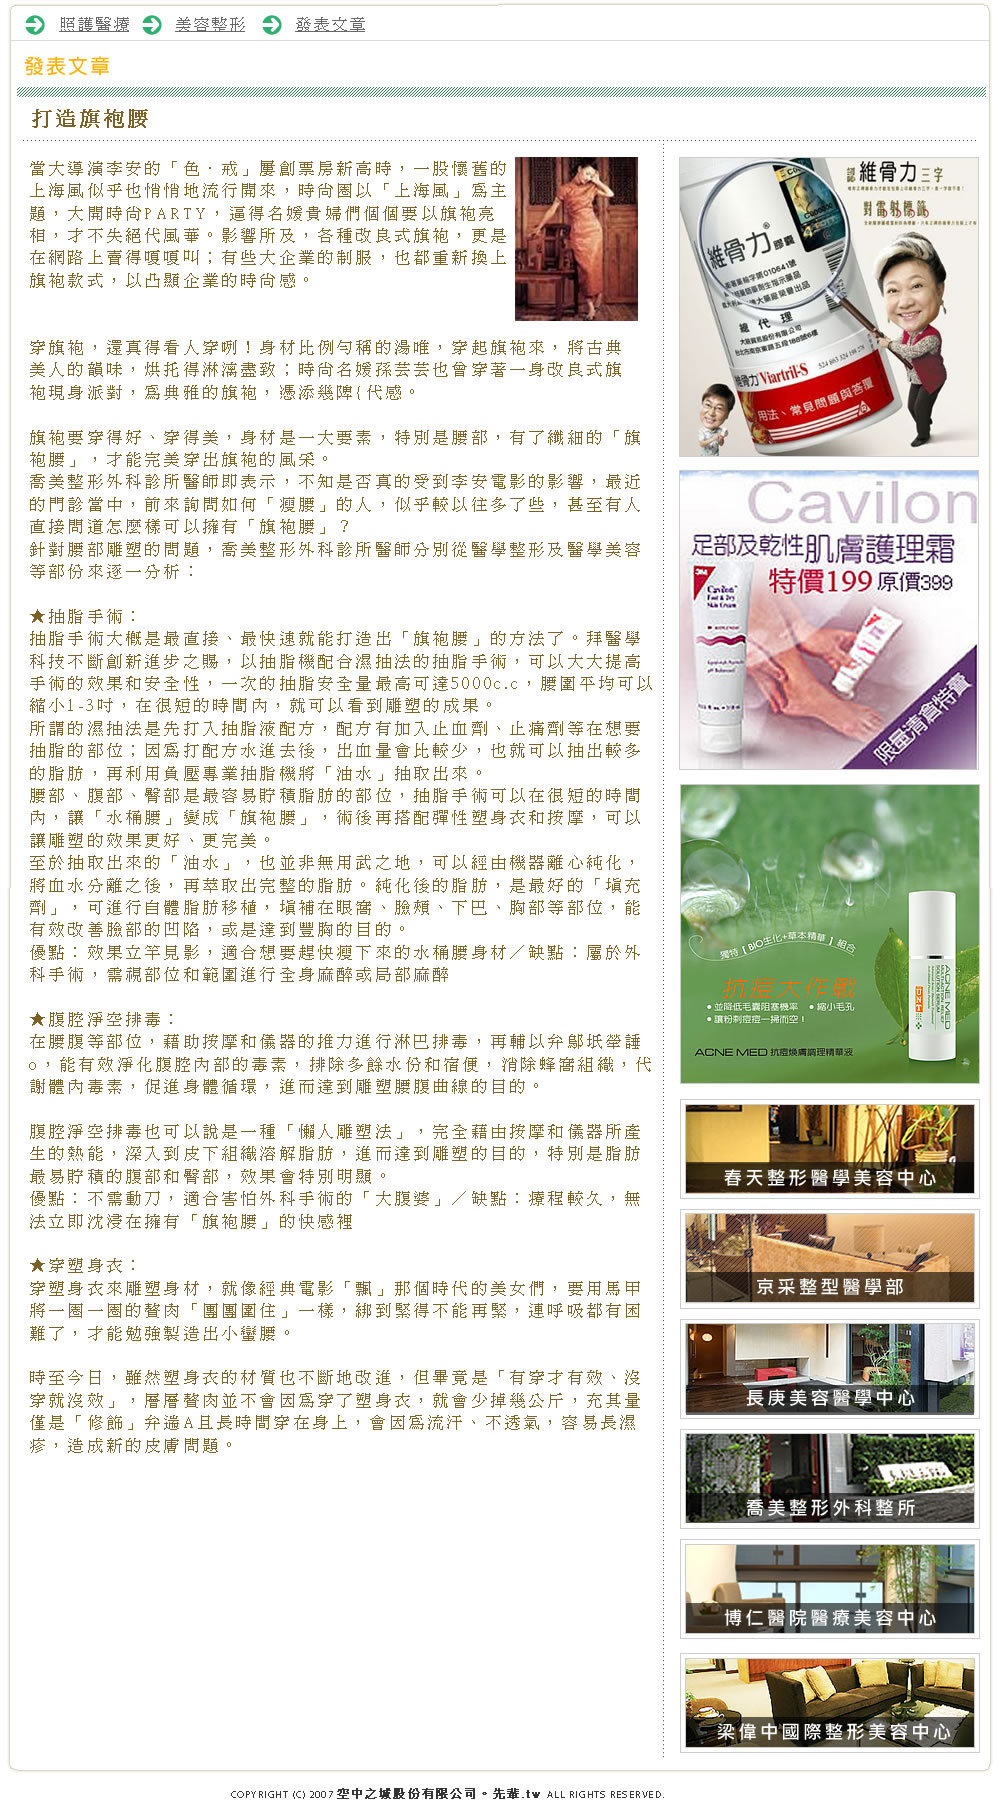 照護醫療 美容整形 發表文章
發表文章
打造旗袍腰
當大導演李安的「色‧戒」屢創票房新高時，一股懷舊的
上海風似乎也悄悄地流行開來，時尚圈以「上海風」為主
題，大開時尚PARTY，逼得名媛貴婦們個個要以旗袍亮
相，才不失絕代風華。影響所及，各種改良式旗袍，更是
在網路上賣得嗄嗄叫；有些大企業的制服，也都重新換上
旗袍款式，以凸顯企業的時尚感。
穿旗袍，還真得看人穿咧！身材比例勻稱的湯唯，穿起旗袍來，將古典
美人的韻味，烘托得淋漓盡致；時尚名媛孫芸芸也曾穿著一身改良式旗
袍現身派對，為典雅的旗袍，憑添幾陴{代感。
旗袍要穿得好、穿得美，身材是一大要素，特別是腰部，有了纖細的「旗
袍腰」，才能完美穿出旗袍的風采。
喬美整形外科診所醫師即表示，不知是否真的受到李安電影的影響，最近
的門診當中，前來詢問如何「瘦腰」的人，似乎較以往多了些，甚至有人
直接問道怎麼樣可以擁有「旗袍腰」？
針對腰部雕塑的問題，喬美整形外科診所醫師分別從醫學整形及醫學美容
等部份來逐一分析：
★抽脂手術：
抽脂手術大概是最直接、最快速就能打造出「旗袍腰」的方法了。拜醫學
科技不斷創新進步之賜，以抽脂機配合濕抽法的抽脂手術，可以大大提高
手術的效果和安全性，一次的抽脂安全量最高可達5000c.c，腰圍平均可以
縮小1-3吋，在很短的時間內，就可以看到雕塑的成果。
所謂的濕抽法是先打入抽脂液配方，配方有加入止血劑、止痛劑等在想要
抽脂的部位；因為打配方水進去後，出血量會比較少，也就可以抽出較多
的脂肪，再利用負壓專業抽脂機將「油水」抽取出來。
腰部、腹部、臀部是最容易貯積脂肪的部位，抽脂手術可以在很短的時間
內，讓「水桶腰」變成「旗袍腰」，術後再搭配彈性塑身衣和按摩，可以
讓雕塑的效果更好、更完美。
至於抽取出來的「油水」，也並非無用武之地，可以經由機器離心純化，
將血水分離之後，再萃取出完整的脂肪。純化後的脂肪，是最好的「填充
劑」，可進行自體脂肪移植，填補在眼窩、臉頰、下巴、胸部等部位，能
有效改善臉部的凹陷，或是達到豐胸的目的。
優點：效果立竿見影，適合想要趕快瘦下來的水桶腰身材／缺點：屬於外
科手術，需視部位和範圍進行全身麻醉或局部麻醉
★腹腔淨空排毒：
在腰腹等部位，藉助按摩和儀器的推力進行淋巴排毒，再輔以弁鄔坻犖諈
o，能有效淨化腹腔內部的毒素，排除多餘水份和宿便，消除蜂窩組織，代
謝體內毒素，促進身體循環，進而達到雕塑腰腹曲線的目的。
腹腔淨空排毒也可以說是一種「懶人雕塑法」，完全藉由按摩和儀器所產
生的熱能，深入到皮下組織溶解脂肪，進而達到雕塑的目的，特別是脂肪
最易貯積的腹部和臀部，效果會特別明顯。
優點：不需動刀，適合害怕外科手術的「大腹婆」／缺點：療程較久，無
法立即沈浸在擁有「旗袍腰」的快感裡
★穿塑身衣：
穿塑身衣來雕塑身材，就像經典電影「飄」那個時代的美女們，要用馬甲
將一圈一圈的贅肉「團團圍住」一樣，綁到緊得不能再緊，連呼吸都有困
難了，才能勉強製造出小蠻腰。
時至今日，雖然塑身衣的材質也不斷地改進，但畢竟是「有穿才有效、沒
穿就沒效」，層層贅肉並不會因為穿了塑身衣，就會少掉幾公斤，充其量
僅是「修飾」弁遹A且長時間穿在身上，會因為流汗、不透氣，容易長濕
疹，造成新的皮膚問題。
認維骨力三字
對雷射標籤
維骨力® 膠囊
總代理
維骨力 Viartril-S
用法、常見問題與答覆
Cavilon
足部及乾性肌膚護理霜
特價199 原價399
3M
Cavilon
Foot & Dry
Skin Cream
限量清倉特賣
獨特【BIO生化+草本精華】組合
抗痘大作戰
•並降低毛囊阻塞機率 •縮小毛孔
•讓粉刺痘痘一掃而空！
ACNE MED
DNT
ACNE MED 抗痘煥膚調理精華液
春天整形醫學美容中心
京采整型醫學部
長庚美容醫學中心
喬美整形外科整所
博仁醫院醫療美容中心
梁偉中國際整形美容中心
COPYRIGHT (C) 2007 空中之城股份有限公司。先輩.tw ALL RIGHTS RESERVED.